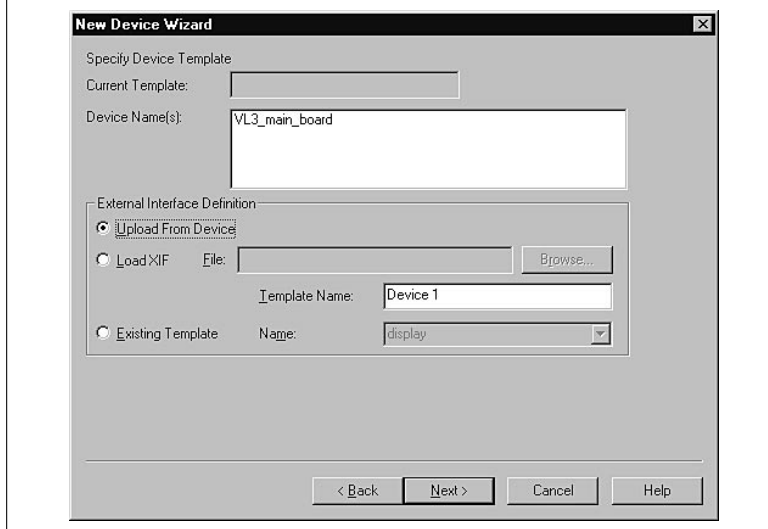 New Device Wizard
Specify Device Template
Current Template:
Device Name(s):
VL3_main_board
External Interface Definition
Upload From Device
Load XIF File: Browse...
Template Name: Device 1
Existing Template Name: display
< Back Next > Cancel Help